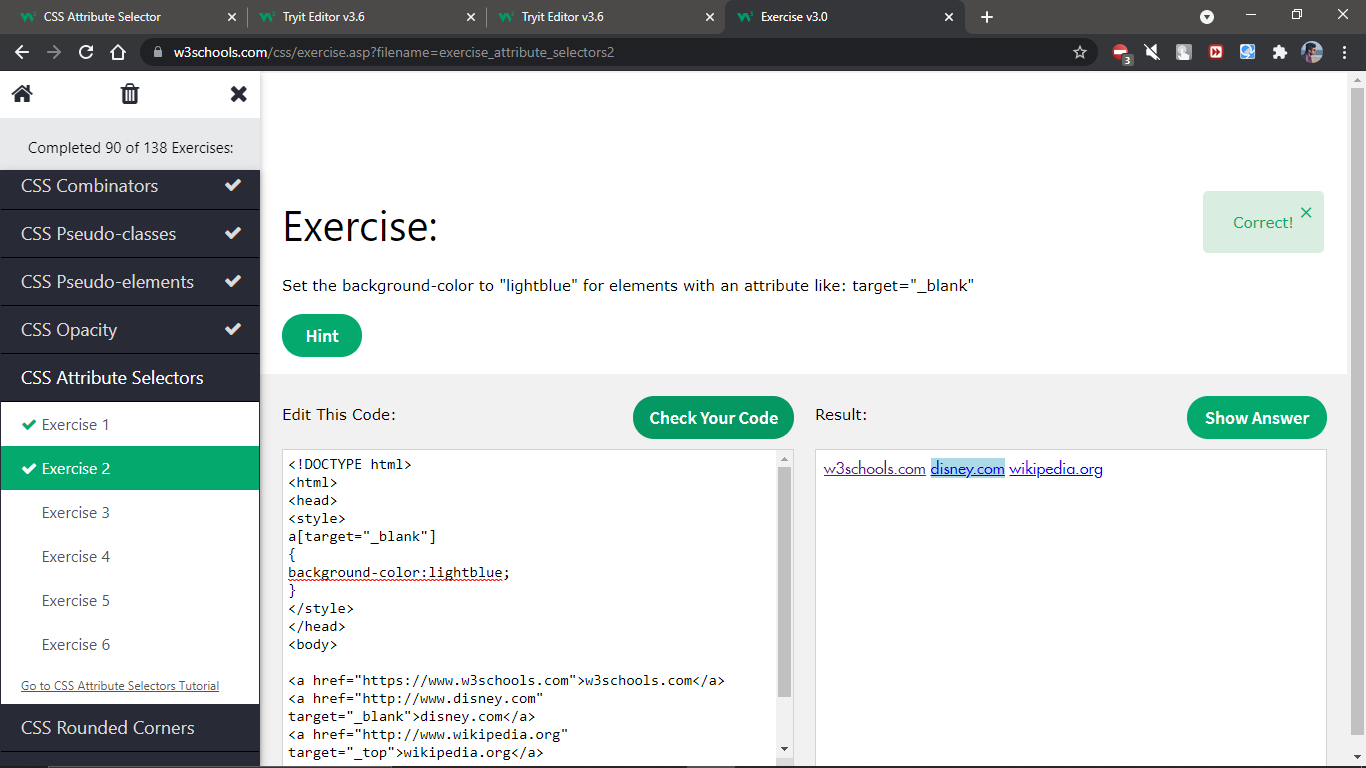 CSS Attribute Selector
Tryit Editor v3.6
Tryit Editor v3.6
Exercise v3.0
w3schools.com/css/exercise.asp?filename=exercise_attribute_selectors2
3
Completed 90 of 138 Exercises:
CSS Combinators
CSS Pseudo-classes
CSS Pseudo-elements
CSS Opacity
CSS Attribute Selectors
Exercise 1
Exercise 2
Exercise 3
Exercise 4
Exercise 5
Exercise 6
Go to CSS Attribute Selectors Tutorial
CSS Rounded Corners
Exercise:
Correct!
Set the background-color to "lightblue" for elements with an attribute like: target="_blank"
Hint
Edit This Code:
Check Your Code
<!DOCTYPE html>
<html>
<head>
<style>
a[target="_blank"]
{
background-color:lightblue;
}
</style>
</head>
<body>
<a href="https://www.w3schools.com">w3schools.com</a>
<a href="http://www.disney.com"
target="_blank">disney.com</a>
<a href="http://www.wikipedia.org"
target="_top">wikipedia.org</a>
Result:
Show Answer
w3schools.com disney.com wikipedia.org